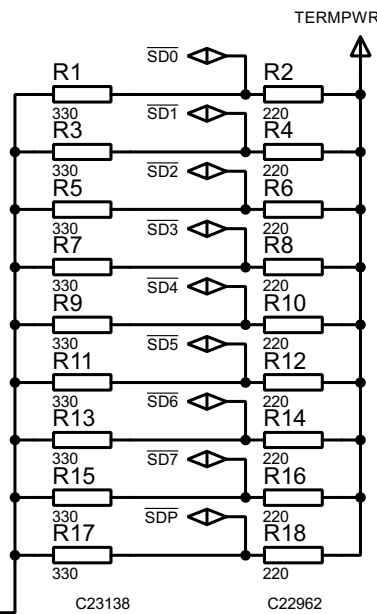 TERMPWR
SD0
R1 R2
330 SD1 220
R3 R4
330 SD2 220
R5 R6
330 SD3 220
R7 R8
330 SD4 220
R9 R10
330 SD5 220
R11 R12
330 SD6 220
R13 R14
330 SD7 220
R15 R16
330 SDP 220
R17 R18
330 220
C23138 C22962